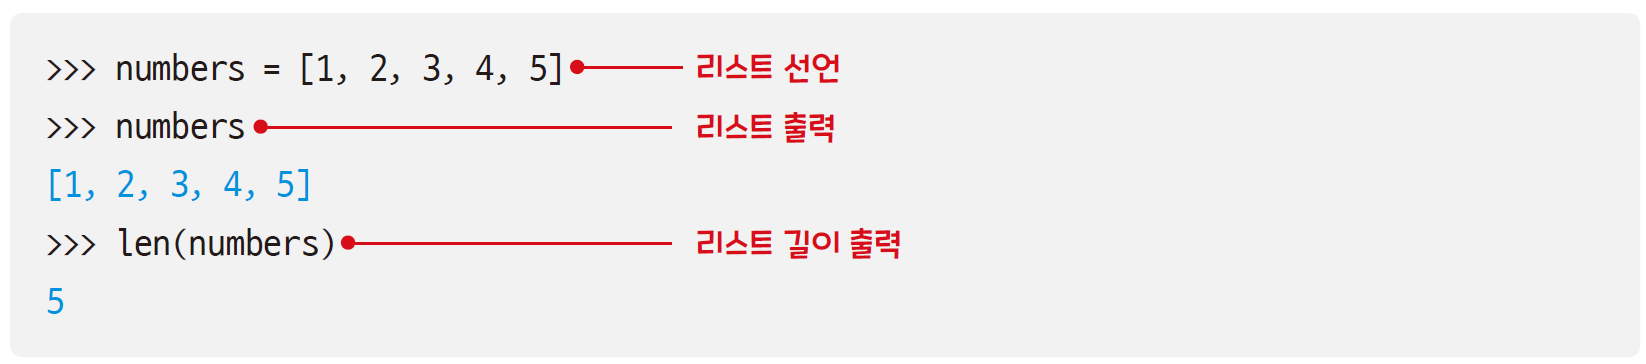 >>> numbers = [1, 2, 3, 4, 5] 리스트 선언
>>> numbers 리스트 출력
[1, 2, 3, 4, 5]
>>> len(numbers) 리스트 길이 출력
5